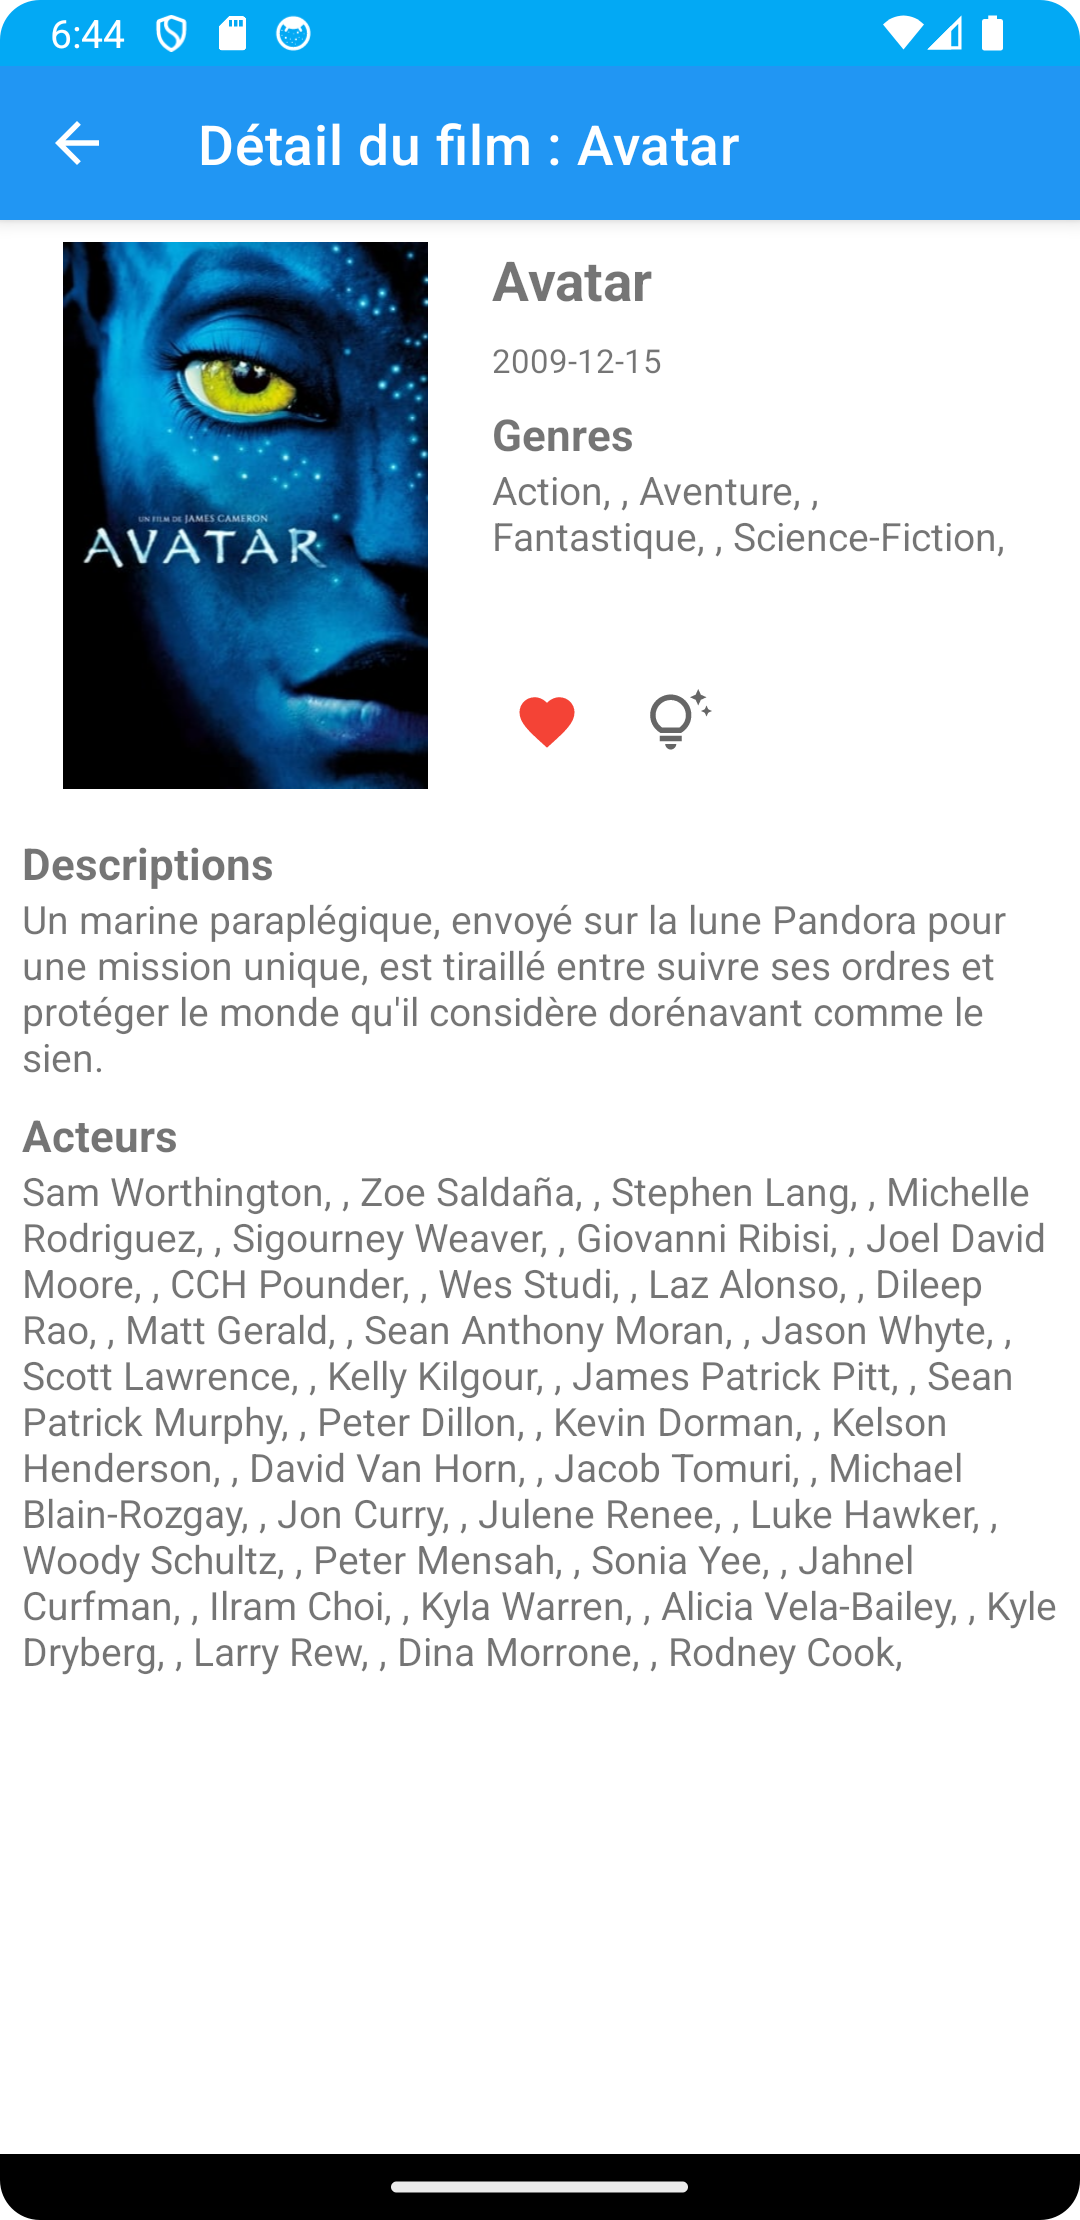 6:44
Détail du film : Avatar
UN FILM DE JAMES CAMERON
AVATAR
Avatar
2009-12-15
Genres
Action, , Aventure, ,
Fantastique, , Science-Fiction,
Descriptions
Un marine paraplégique, envoyé sur la lune Pandora pour
une mission unique, est tiraillé entre suivre ses ordres et
protéger le monde qu'il considère dorénavant comme le
sien.
Acteurs
Sam Worthington, , Zoe Saldaña, , Stephen Lang, , Michelle
Rodriguez, , Sigourney Weaver, , Giovanni Ribisi, , Joel David
Moore, , CCH Pounder, , Wes Studi, , Laz Alonso, , Dileep
Rao, , Matt Gerald, , Sean Anthony Moran, , Jason Whyte, ,
Scott Lawrence, , Kelly Kilgour, , James Patrick Pitt, , Sean
Patrick Murphy, , Peter Dillon, , Kevin Dorman, , Kelson
Henderson, , David Van Horn, , Jacob Tomuri, , Michael
Blain-Rozgay, , Jon Curry, , Julene Renee, , Luke Hawker, ,
Woody Schultz, , Peter Mensah, , Sonia Yee, , Jahnel
Curfman, , Ilram Choi, , Kyla Warren, , Alicia Vela-Bailey, , Kyle
Dryberg, , Larry Rew, , Dina Morrone, , Rodney Cook,